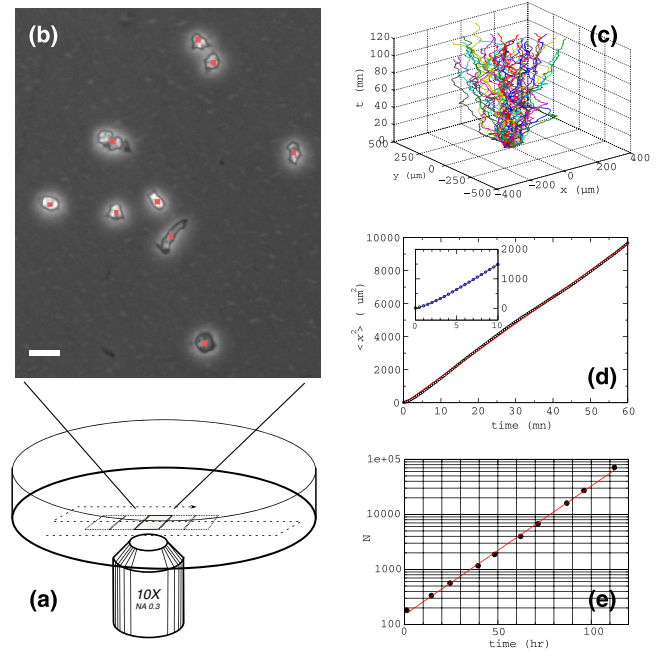 (b)
(c)
120
100
80
60
40
20
0
t (mn)
500
250
0
−250
−500
y (μm)
−400
−200
0
200
400
x (μm)
10000
8000
6000
4000
2000
0
<x²> ( um²)
2000
1000
0
0
5
10
(d)
0
10
20
30
40
50
60
time (mn)
(a)
10X
NA 0.3
1e+05
10000
1000
100
N
(e)
0
50
100
time (hr)